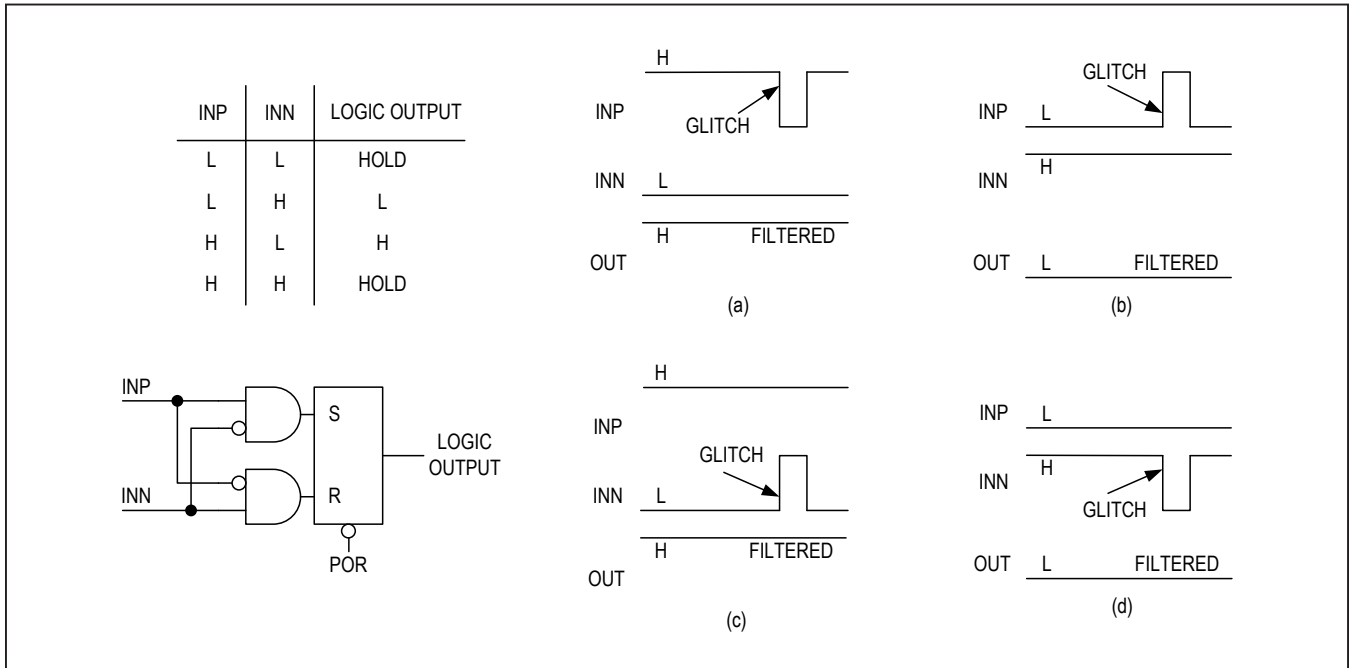 INP INN LOGIC OUTPUT
L L HOLD
L H L
H L H
H H HOLD
INP
INN
S
R
POR
LOGIC
OUTPUT
H
INP
GLITCH
INN L
H FILTERED
OUT
(a)
GLITCH
INP L
H
INN
OUT L FILTERED
(b)
H
INP
GLITCH
INN L
H FILTERED
OUT
(c)
INP L
H
INN
GLITCH
OUT L FILTERED
(d)